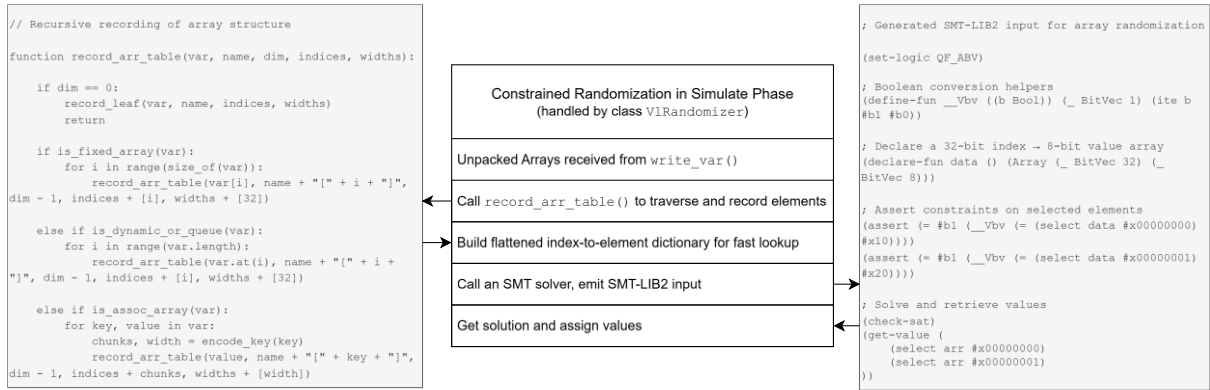 // Recursive recording of array structure
function record_arr_table(var, name, dim, indices, widths):
if dim == 0:
record_leaf(var, name, indices, widths)
return
if is_fixed_array(var):
for i in range(size_of(var)):
record_arr_table(var[i], name + "[" + i + "]",
dim - 1, indices + [i], widths + [32])
else if is_dynamic_or_queue(var):
for i in range(var.length):
record_arr_table(var.at(i), name + "[" + i +
"]", dim - 1, indices + [i], widths + [32])
else if is_assoc_array(var):
for key, value in var:
chunks, width = encode_key(key)
record_arr_table(value, name + "[" + key + "]",
dim - 1, indices + chunks, widths + [width])
Constrained Randomization in Simulate Phase
(handled by class VlRandomizer)
Unpacked Arrays received from write_var()
Call record_arr_table() to traverse and record elements
Build flattened index-to-element dictionary for fast lookup
Call an SMT solver, emit SMT-LIB2 input
Get solution and assign values
; Generated SMT-LIB2 input for array randomization
(set-logic QF_ABV)
; Boolean conversion helpers
(define-fun __Vbv ((b Bool)) (_ BitVec 1) (ite b
#b1 #b0))
; Declare a 32-bit index → 8-bit value array
(declare-fun data () (Array (_ BitVec 32) (_
BitVec 8)))
; Assert constraints on selected elements
(assert (= #b1 (__Vbv (= (select data #x00000000)
#x10))))
(assert (= #b1 (__Vbv (= (select data #x00000001)
#x20))))
; Solve and retrieve values
(check-sat)
(get-value (
(select arr #x00000000)
(select arr #x00000001)
))